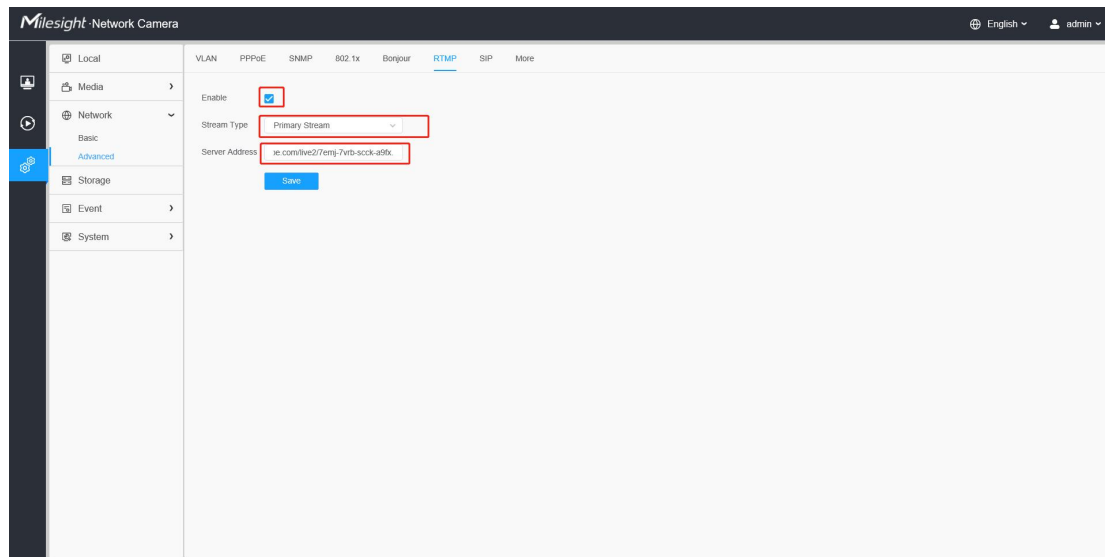 Milesight ·Network Camera
English
admin
Local
Media
Network
Basic
Advanced
Storage
Event
System
VLAN PPPoE SNMP 802.1x Bonjour RTMP SIP More
Enable
Stream Type Primary Stream
Server Address be.com/live2/7emj-7vrb-scck-a9fx.
Save